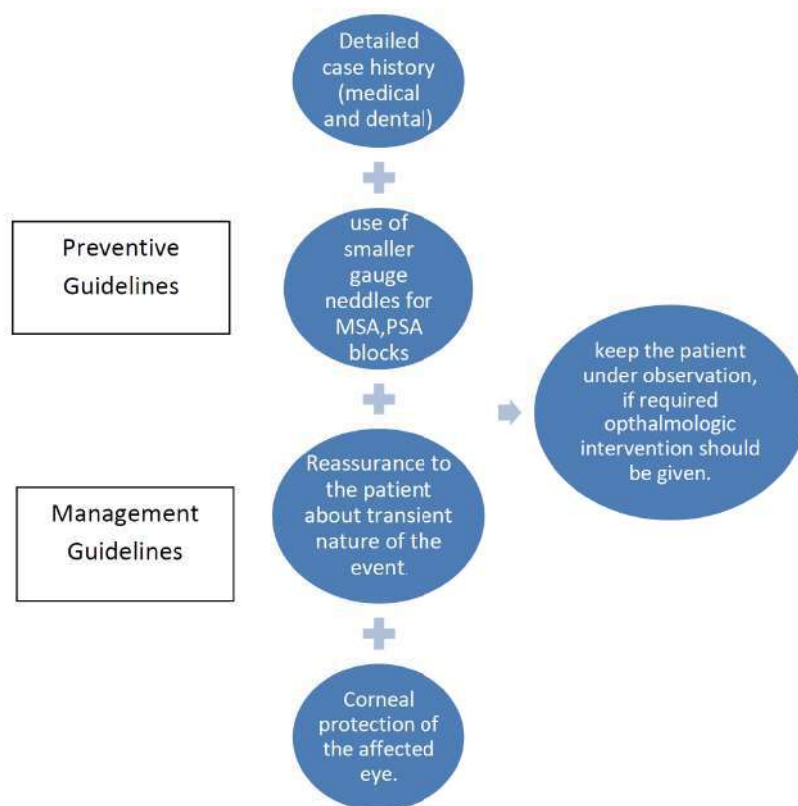 Detailed
case history
(medical
and dental)
Preventive
Guidelines
use of
smaller
gauge
neddles for
MSA,PSA
blocks
keep the patient
under observation,
if required
opthalmologic
intervention should
be given.
Management
Guidelines
Reassurance to
the patient
about transient
nature of the
event
Corneal
protection of
the affected
eye.